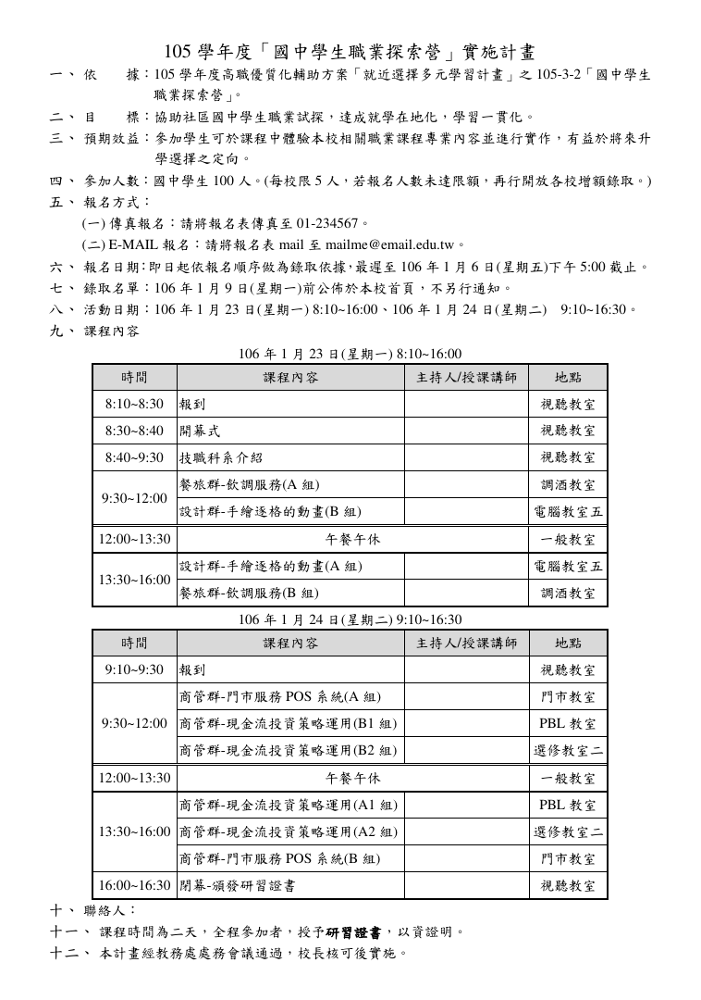 105 學年度「國中學生職業探索營」實施計畫
一、 依　　據：105 學年度高職優質化輔助方案「就近選擇多元學習計畫」之 105-3-2「國中學生
職業探索營」。
二、 目　　標：協助社區國中學生職業試探，達成就學在地化，學習一貫化。
三、 預期效益：參加學生可於課程中體驗本校相關職業課程專業內容並進行實作，有益於將來升
學選擇之定向。
四、 參加人數：國中學生 100 人。(每校限 5 人，若報名人數未達限額，再行開放各校增額錄取。)
五、 報名方式：
(一) 傳真報名：請將報名表傳真至 01-234567。
(二) E-MAIL 報名：請將報名表 mail 至 mailme@email.edu.tw。
六、 報名日期：即日起依報名順序做為錄取依據，最遲至 106 年 1 月 6 日(星期五)下午 5:00 截止。
七、 錄取名單：106 年 1 月 9 日(星期一)前公佈於本校首頁，不另行通知。
八、 活動日期：106 年 1 月 23 日(星期一) 8:10~16:00、106 年 1 月 24 日(星期二)　9:10~16:30。
九、 課程內容
106 年 1 月 23 日(星期一) 8:10~16:00
時間 課程內容 主持人/授課講師 地點
8:10~8:30 報到 視聽教室
8:30~8:40 開幕式 視聽教室
8:40~9:30 技職科系介紹 視聽教室
9:30~12:00 餐旅群-飲調服務(A 組) 調酒教室
設計群-手繪逐格的動畫(B 組) 電腦教室五
12:00~13:30 午餐午休 一般教室
13:30~16:00 設計群-手繪逐格的動畫(A 組) 電腦教室五
餐旅群-飲調服務(B 組) 調酒教室
106 年 1 月 24 日(星期二) 9:10~16:30
時間 課程內容 主持人/授課講師 地點
9:10~9:30 報到 視聽教室
9:30~12:00 商管群-門市服務 POS 系統(A 組) 門市教室
商管群-現金流投資策略運用(B1 組) PBL 教室
商管群-現金流投資策略運用(B2 組) 選修教室二
12:00~13:30 午餐午休 一般教室
13:30~16:00 商管群-現金流投資策略運用(A1 組) PBL 教室
商管群-現金流投資策略運用(A2 組) 選修教室二
商管群-門市服務 POS 系統(B 組) 門市教室
16:00~16:30 閉幕-頒發研習證書 視聽教室
十、 聯絡人：
十一、 課程時間為二天，全程參加者，授予研習證書，以資證明。
十二、 本計畫經教務處處務會議通過，校長核可後實施。